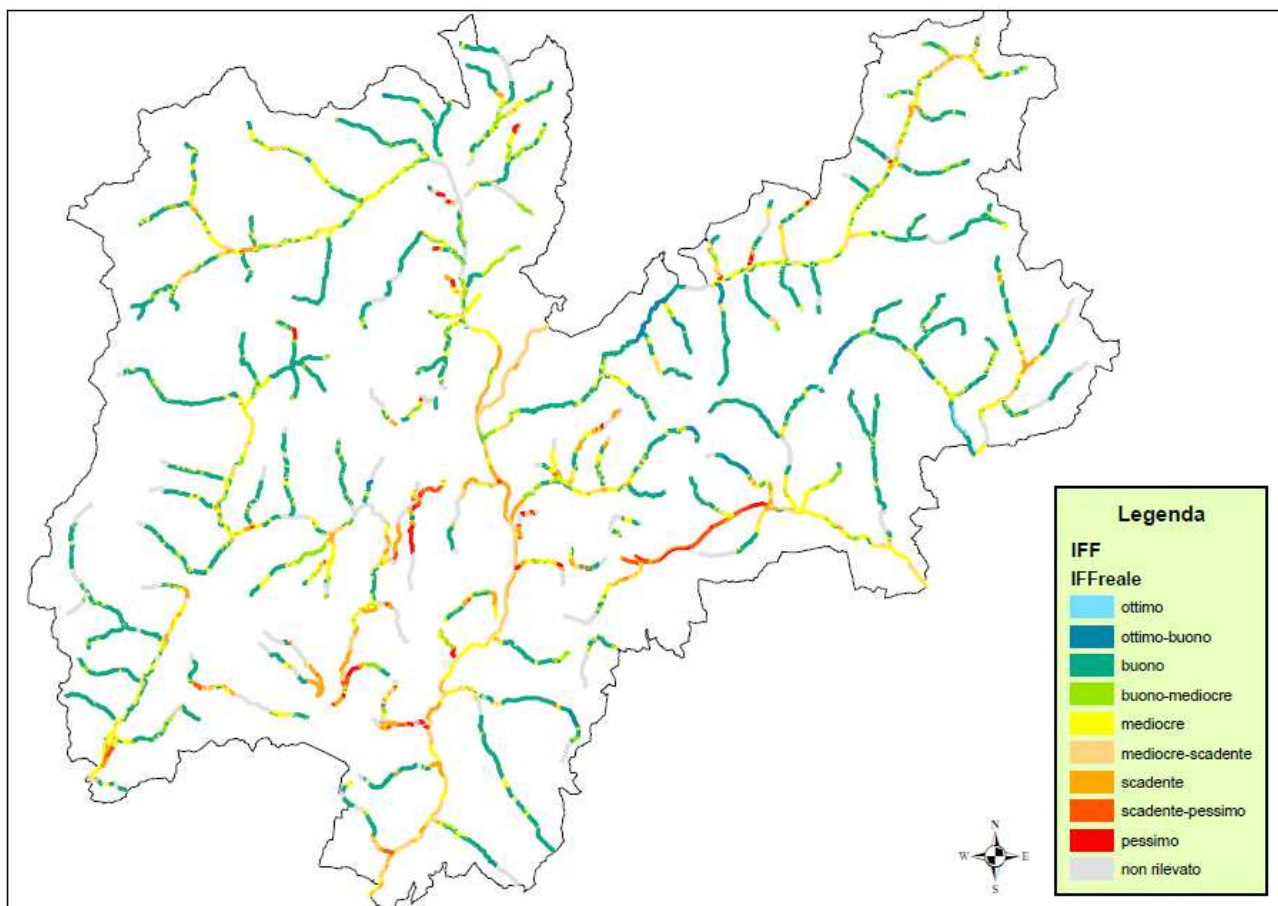 Legenda
IFF
IFFreale
ottimo
ottimo-buono
buono
buono-mediocre
mediocre
mediocre-scadente
scadente
scadente-pessimo
pessimo
non rilevato
N
W E
S